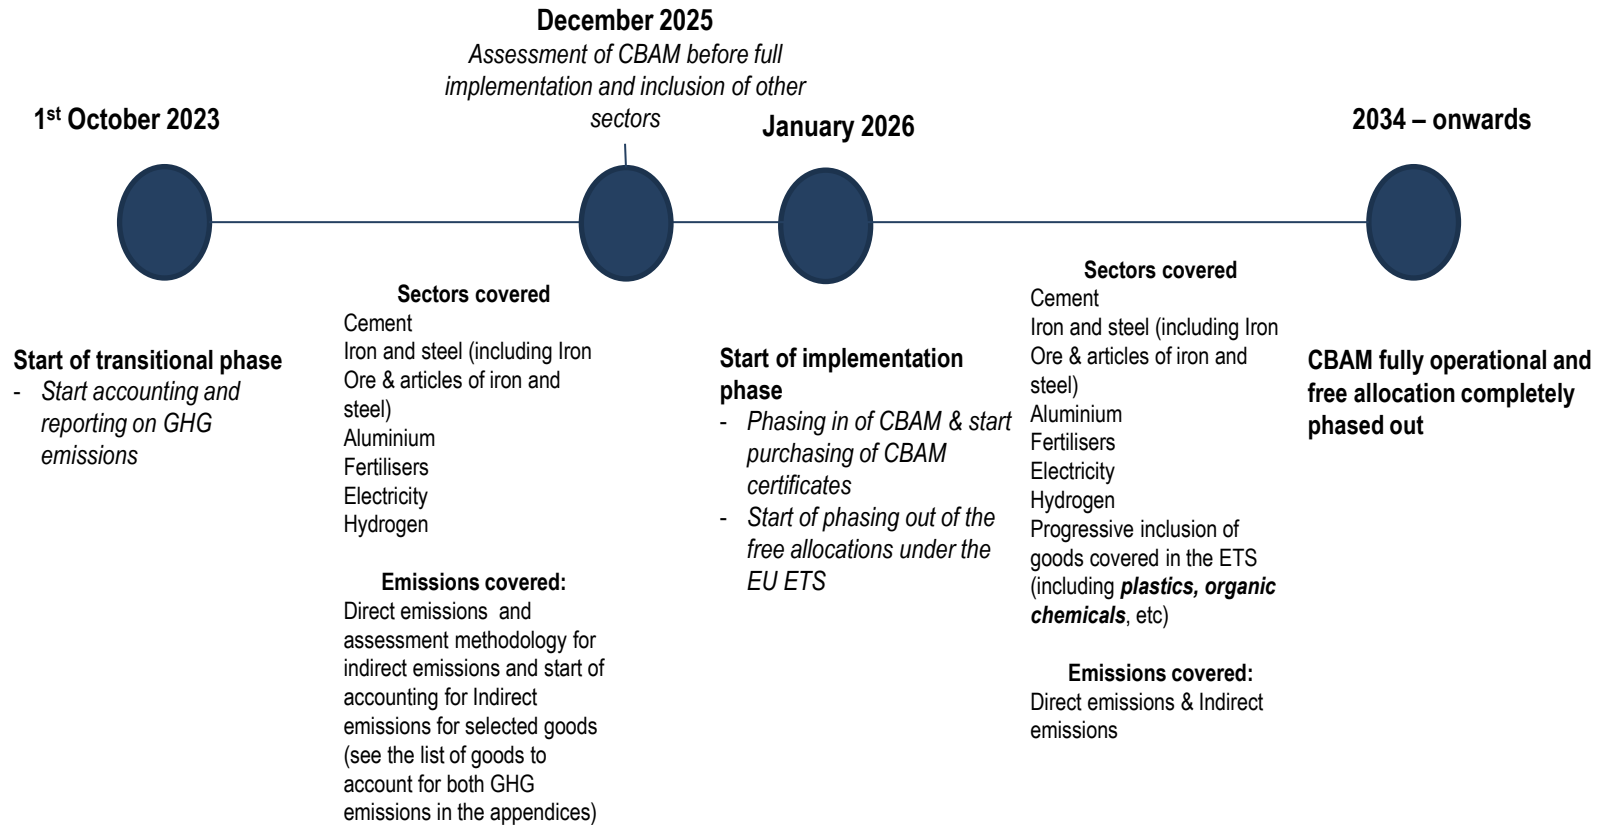 December 2025
Assessment of CBAM before full
implementation and inclusion of other
sectors
1st October 2023
January 2026
2034 – onwards
Start of transitional phase
- Start accounting and
reporting on GHG
emissions
Sectors covered
Cement
Iron and steel (including Iron
Ore & articles of iron and
steel)
Aluminium
Fertilisers
Electricity
Hydrogen
Emissions covered:
Direct emissions and
assessment methodology for
indirect emissions and start of
accounting for Indirect
emissions for selected goods
(see the list of goods to
account for both GHG
emissions in the appendices)
Start of implementation
phase
- Phasing in of CBAM & start
purchasing of CBAM
certificates
- Start of phasing out of the
free allocations under the
EU ETS
Sectors covered
Cement
Iron and steel (including Iron
Ore & articles of iron and
steel)
Aluminium
Fertilisers
Electricity
Hydrogen
Progressive inclusion of
goods covered in the ETS
(including plastics, organic
chemicals, etc)
Emissions covered:
Direct emissions & Indirect
emissions
CBAM fully operational and
free allocation completely
phased out